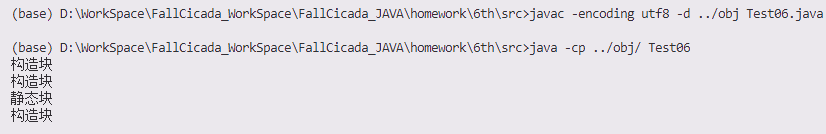 (base) D:\WorkSpace\FallCicada_WorkSpace\FallCicada_JAVA\homework\6th\src>javac -encoding utf8 -d ../obj Test06.java
(base) D:\WorkSpace\FallCicada_WorkSpace\FallCicada_JAVA\homework\6th\src>java -cp ../obj/ Test06
构造块
构造块
静态块
构造块